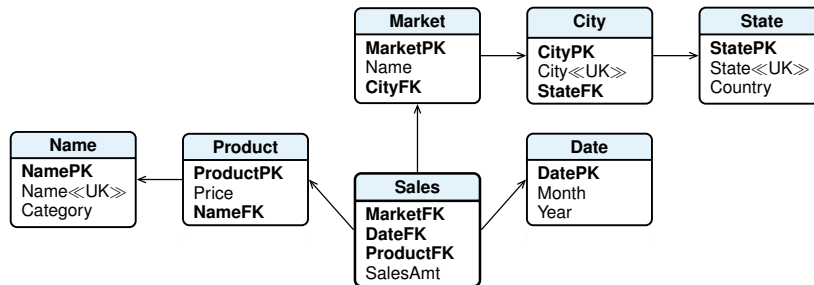 Market
MarketPK
Name
CityFK
City
CityPK
City≪UK≫
StateFK
State
StatePK
State≪UK≫
Country
Name
NamePK
Name≪UK≫
Category
Product
ProductPK
Price
NameFK
Sales
MarketFK
DateFK
ProductFK
SalesAmt
Date
DatePK
Month
Year